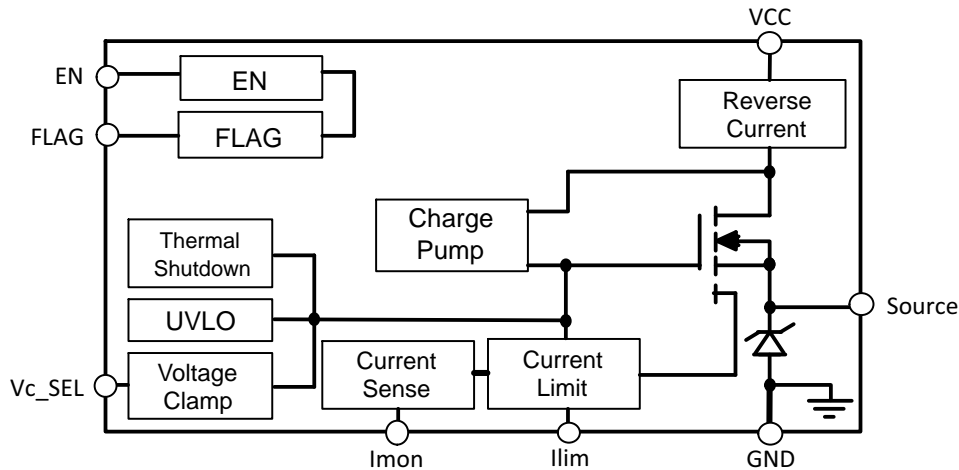 VCC
EN
EN
Reverse
Current
FLAG
FLAG
Charge
Pump
Thermal
Shutdown
UVLO
Source
Vc_SEL
Voltage
Clamp
Current
Sense
Current
Limit
Imon
Ilim
GND